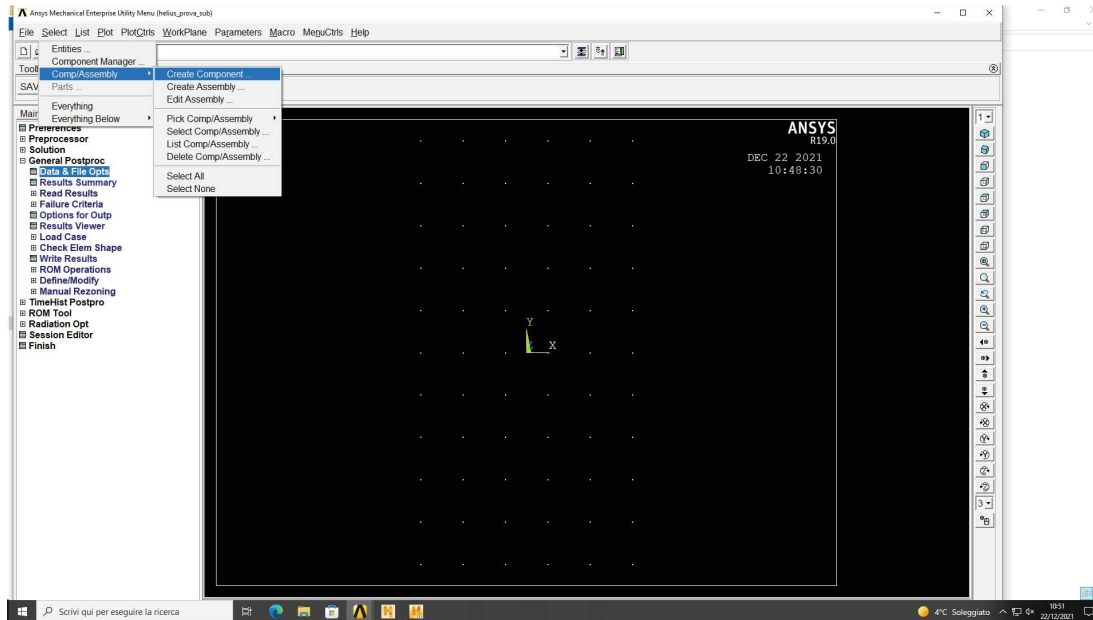 Ansys Mechanical Enterprise Utility Menu (helius_prova_sub)
File Select List Plot PlotCtrls WorkPlane Parameters Macro MenuCtrls Help
Entities ...
Component Manager ...
Comp/Assembly
Parts ...
Everything
Everything Below
Create Component ...
Create Assembly ...
Edit Assembly ...
Pick Comp/Assembly
Select Comp/Assembly ...
List Comp/Assembly ...
Delete Comp/Assembly ...
Select All
Select None
Preferences
Preprocessor
Solution
General Postproc
Data & File Opts
Results Summary
Read Results
Failure Criteria
Options for Outp
Results Viewer
Load Case
Check Elem Shape
Write Results
ROM Operations
Define/Modify
Manual Rezoning
TimeHist Postpro
ROM Tool
Radiation Opt
Session Editor
Finish
ANSYS
R19.0
DEC 22 2021
10:48:30
Y
X
1
3
Scrivi qui per eseguire la ricerca
4°C Soleggiato
10:51
22/12/2021